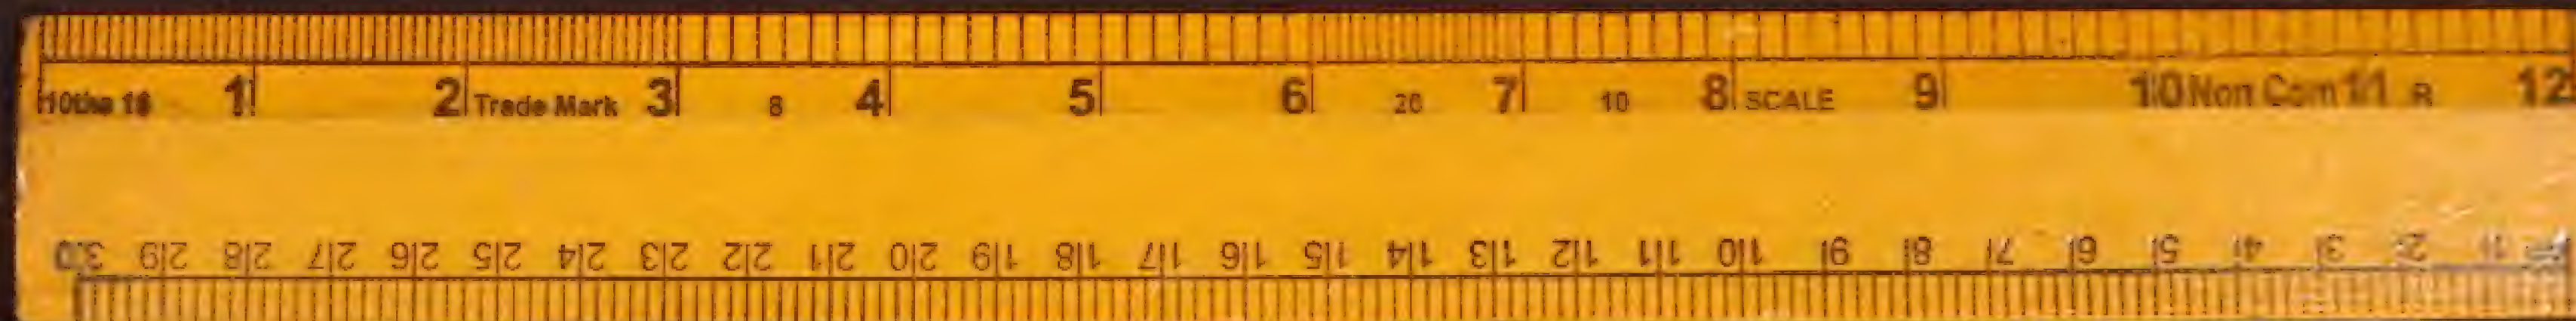 10ths 16 1 2 Trade Mark 3 8 4 5 6 20 7 10 8 SCALE 9 10 Non Com 11 R 12
30 29 28 27 26 25 24 23 22 21 20 19 18 17 16 15 14 13 12 11 10 9 8 7 6 5 4 3 2 1